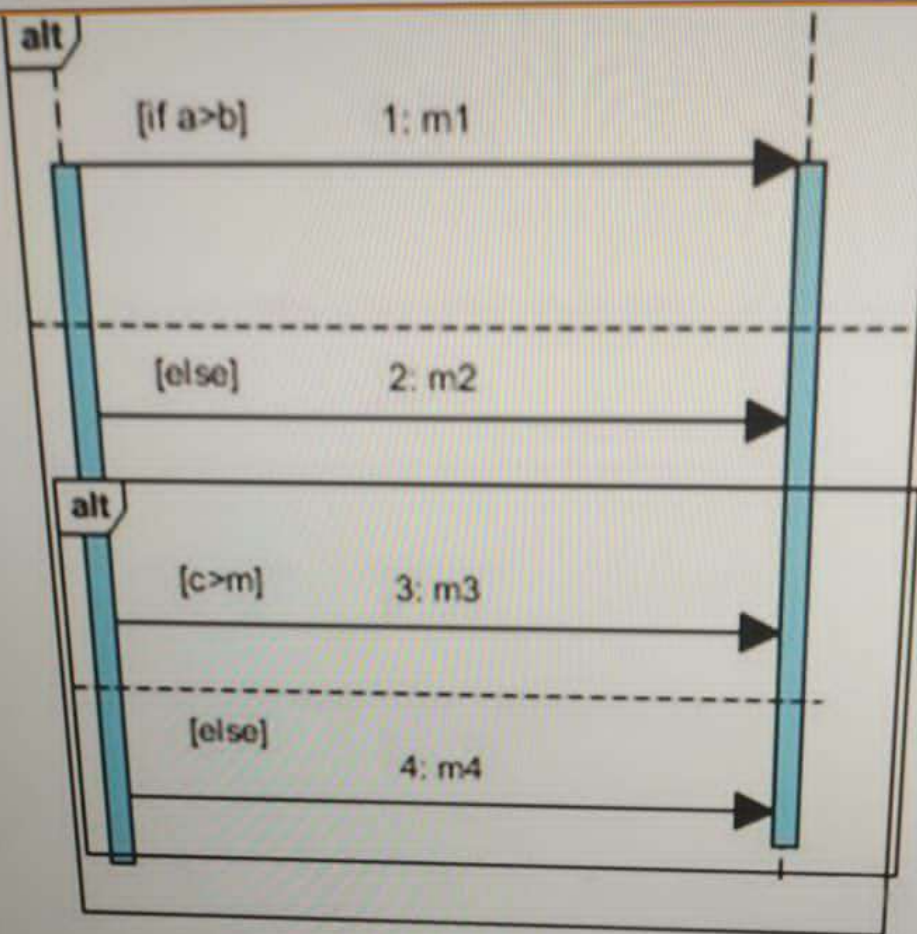 alt
[if a>b] 1: m1
[else] 2: m2
alt
[c>m] 3: m3
[else]
4: m4